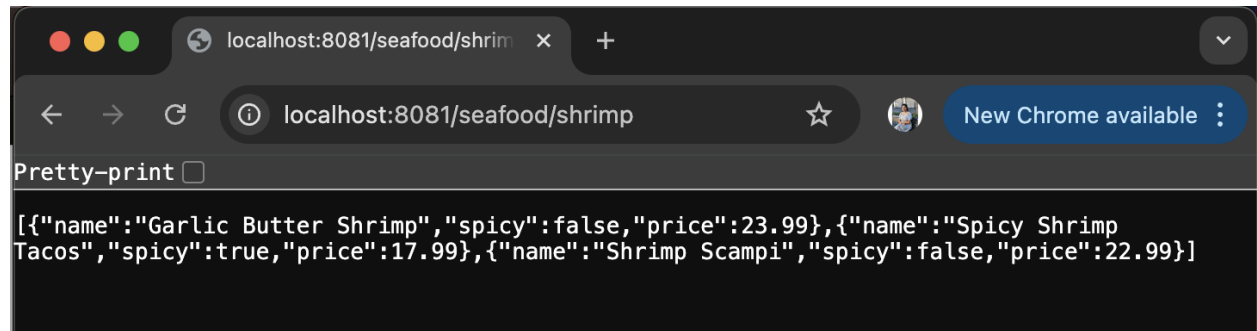 localhost:8081/seafood/shrim
localhost:8081/seafood/shrimp
New Chrome available
Pretty-print
[{"name":"Garlic Butter Shrimp","spicy":false,"price":23.99},{"name":"Spicy Shrimp
Tacos","spicy":true,"price":17.99},{"name":"Shrimp Scampi","spicy":false,"price":22.99}]